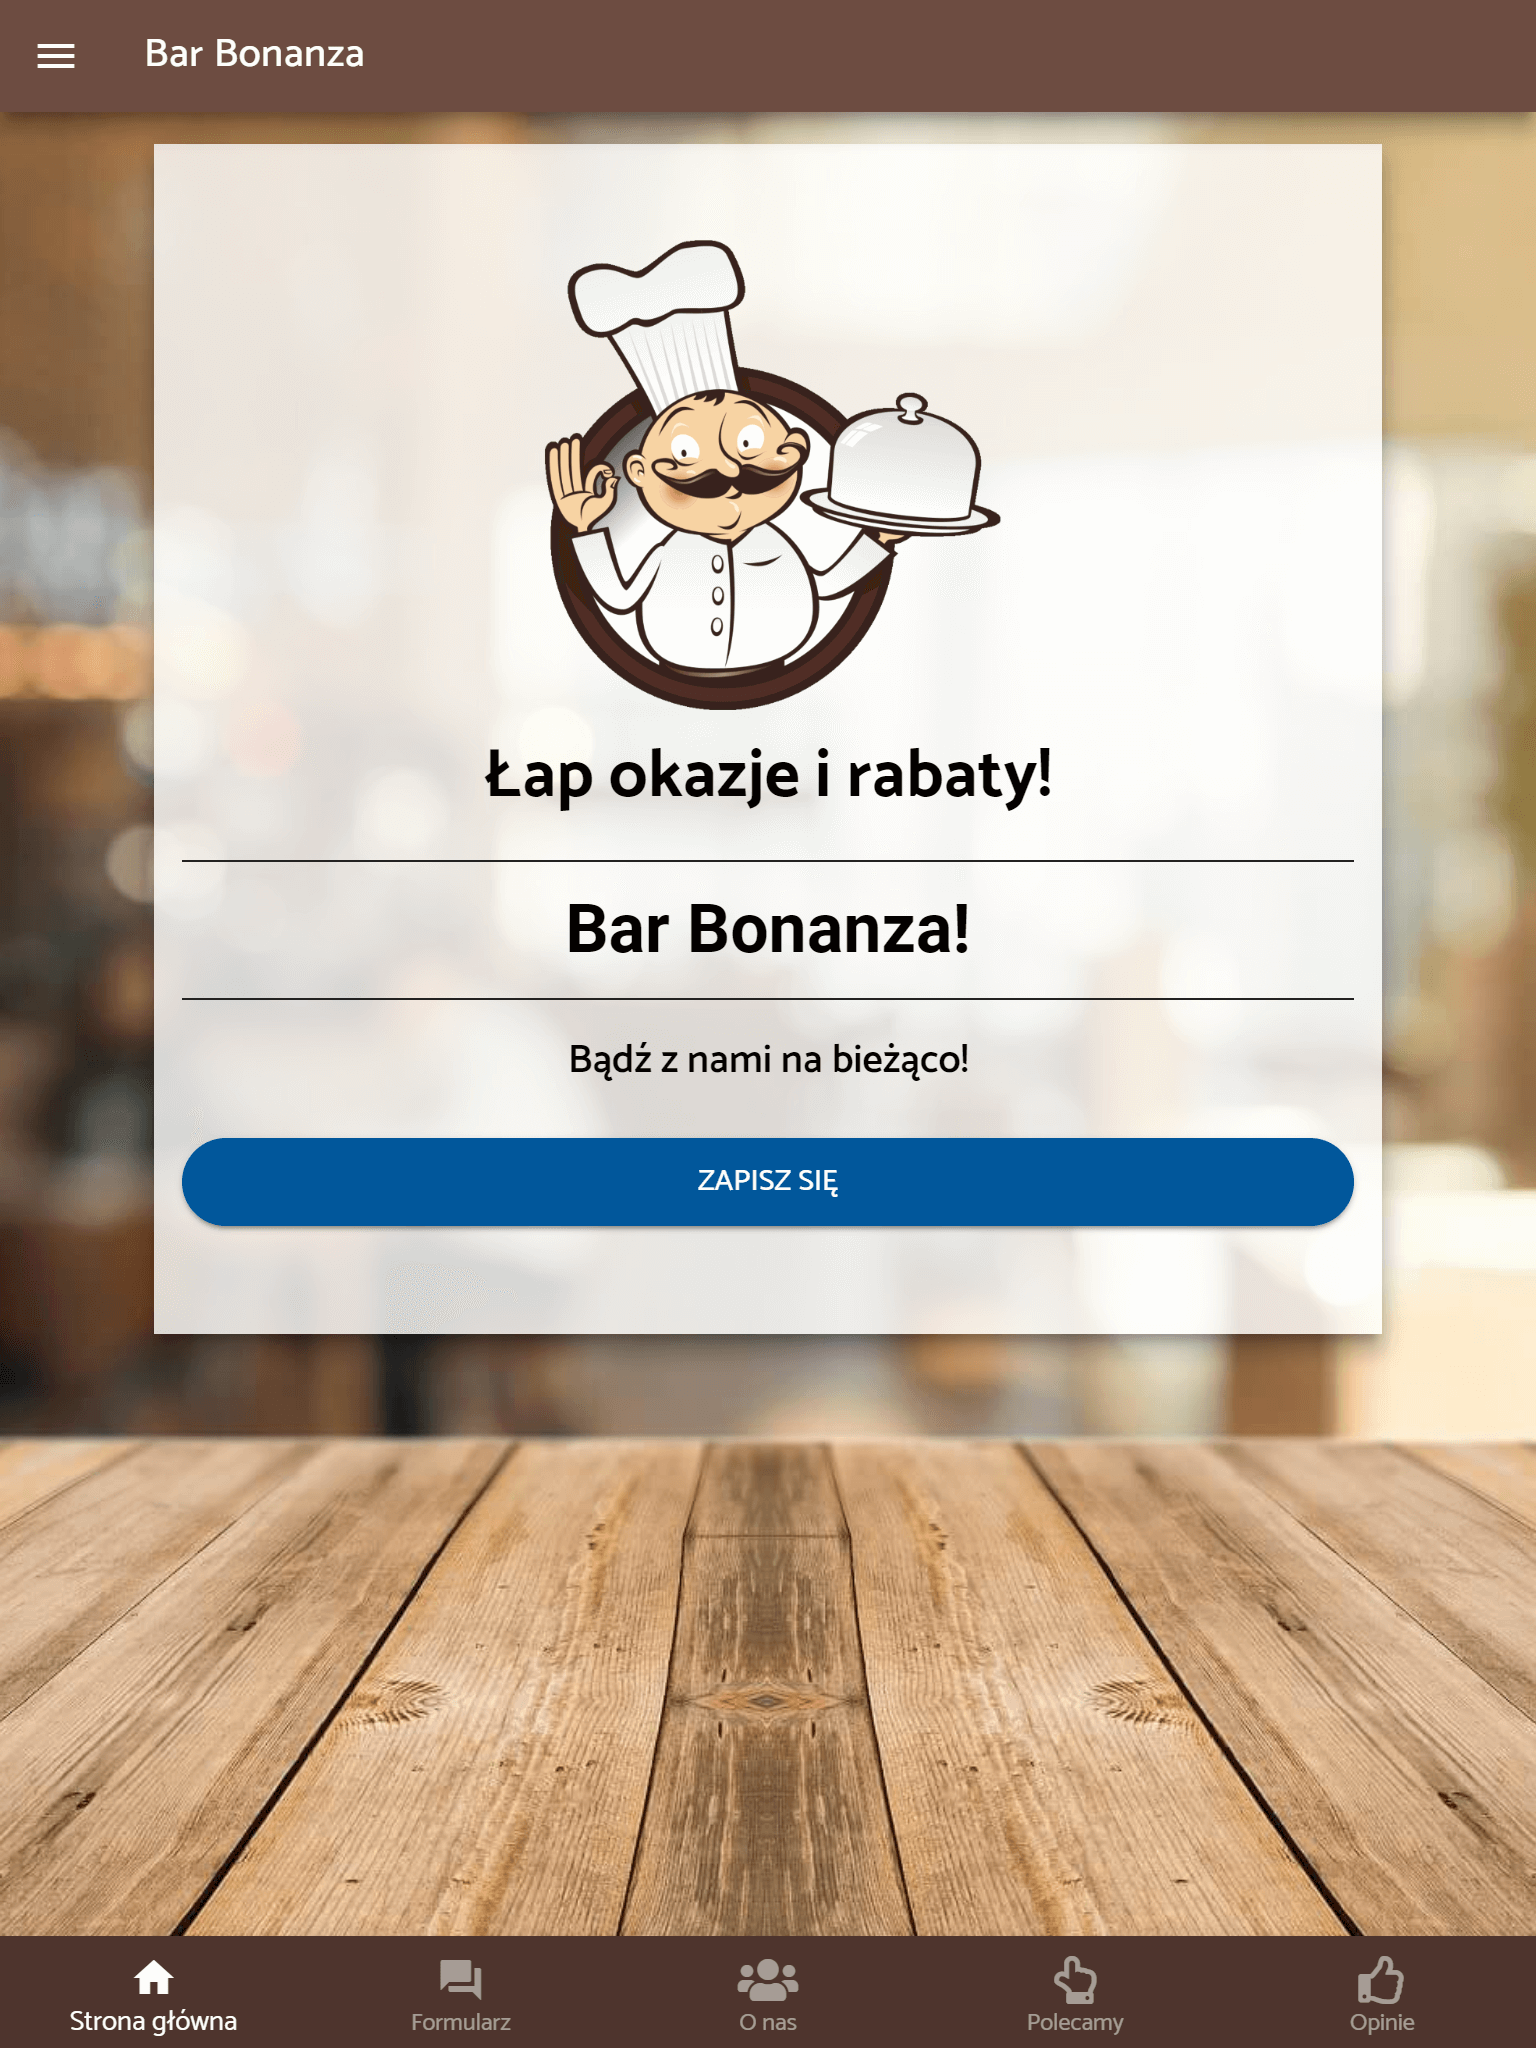 Bar Bonanza
Łap okazje i rabaty!
Bar Bonanza!
Bądź z nami na bieżąco!
ZAPISZ SIĘ
Strona główna
Formularz
O nas
Polecamy
Opinie